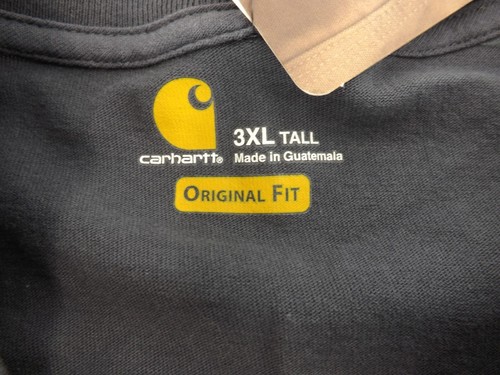 3XL TALL
carhartt®
Made in Guatemala
ORIGINAL FIT